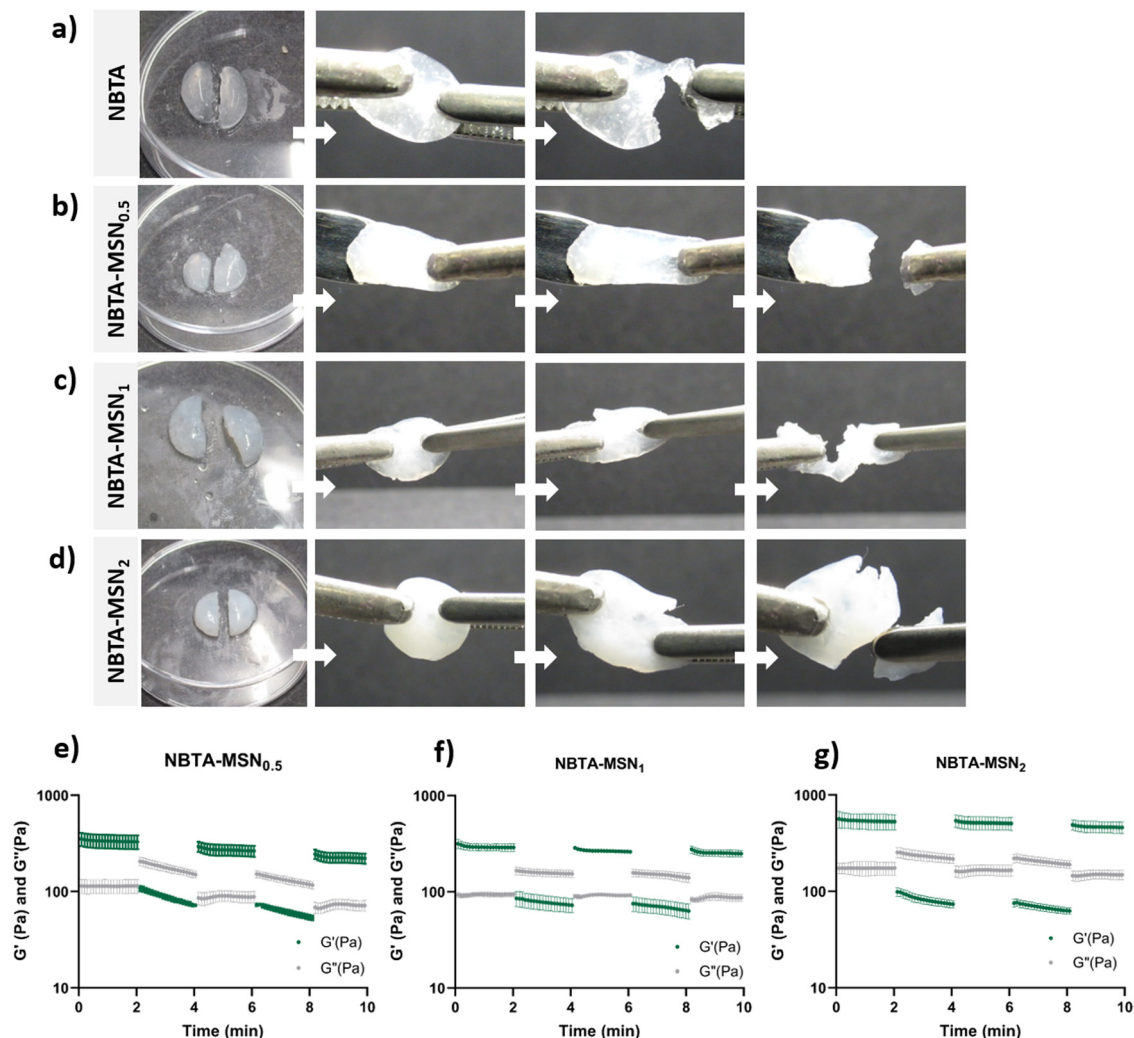 a)
NBTA
b)
NBTA-MSN0.5
c)
NBTA-MSN1
d)
NBTA-MSN2
e)
NBTA-MSN0.5
G' (Pa) and G''(Pa)
1000
100
10
G'(Pa)
G''(Pa)
0 2 4 6 8 10
Time (min)
f)
NBTA-MSN1
G' (Pa) and G''(Pa)
1000
100
10
G'(Pa)
G''(Pa)
0 2 4 6 8 10
Time (min)
g)
NBTA-MSN2
G' (Pa) and G''(Pa)
1000
100
10
G'(Pa)
G''(Pa)
0 2 4 6 8 10
Time (min)